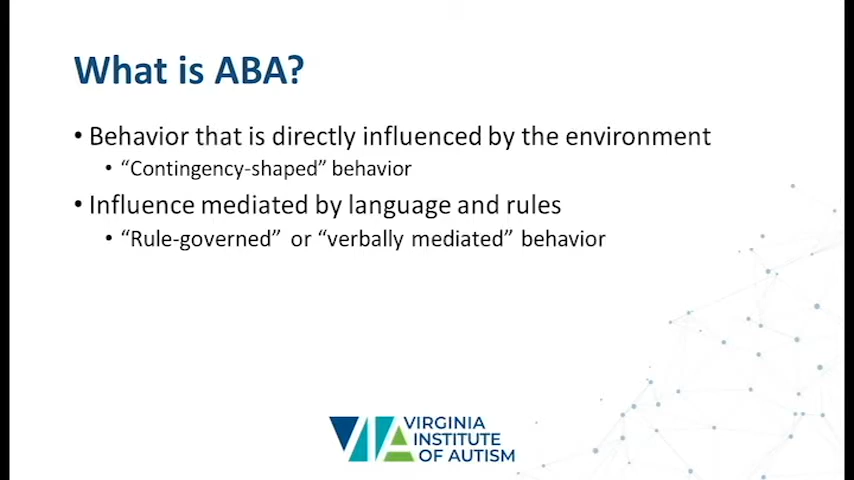 What is ABA?
• Behavior that is directly influenced by the environment
• “Contingency-shaped” behavior
• Influence mediated by language and rules
• “Rule-governed” or “verbally mediated” behavior
VIA
VIRGINIA
INSTITUTE
OF AUTISM